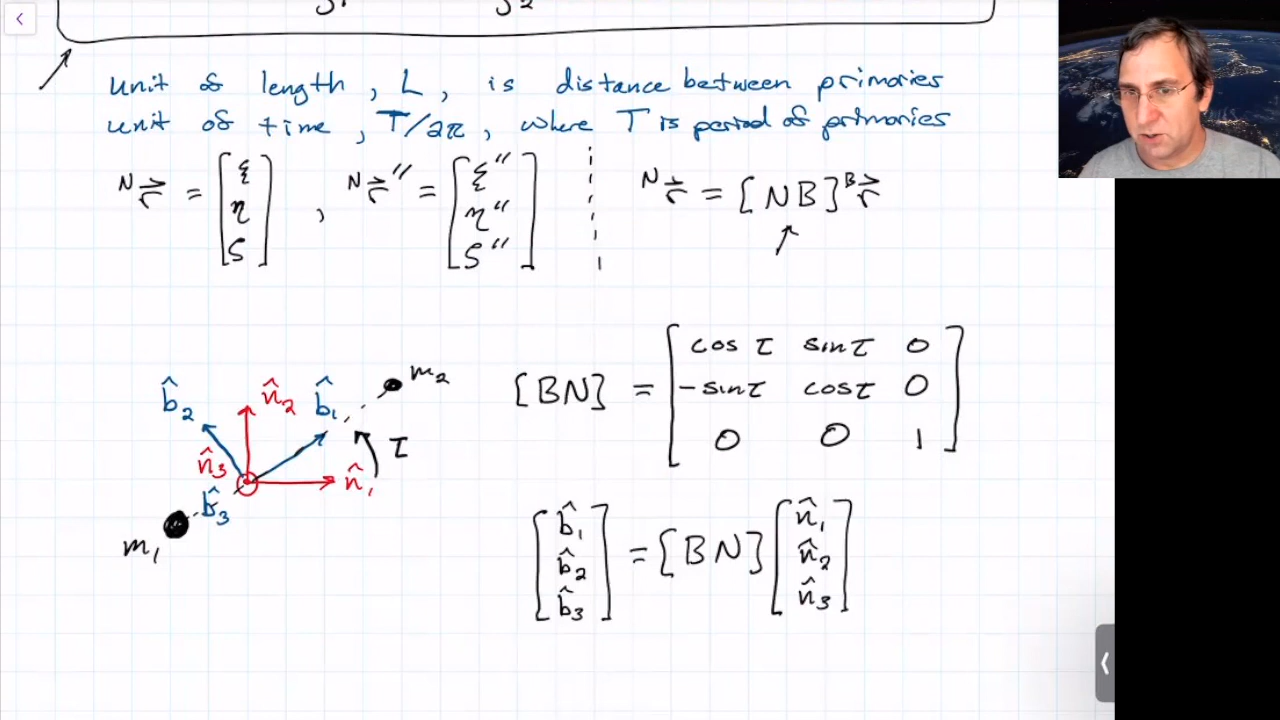 unit of length, L, is distance between primaries
unit of time, T/2π, where T is period of primaries
ᴺr⃗ = [ξ η ζ], ᴺr⃗″ = [ξ″ η″ ζ″] ᴺr⃗ = [NB]ᴮr⃗
[BN] = [cos τ sin τ 0
-sin τ cos τ 0
0 0 1]
m₂
b̂₂ n̂₂ b̂₁
τ
n̂₃ n̂₁
b̂₃
m₁
[b̂₁ b̂₂ b̂₃] = [BN] [n̂₁ n̂₂ n̂₃]